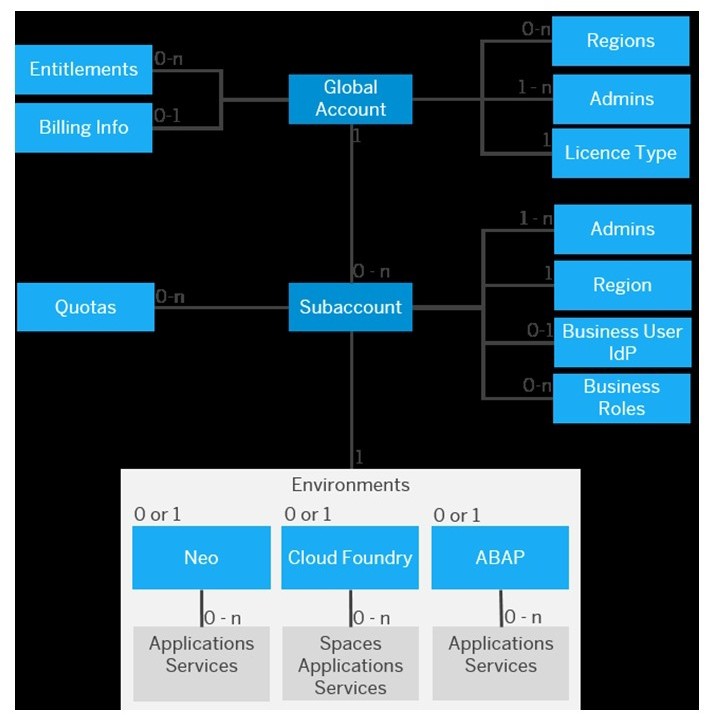 0-n
Regions
Entitlements
0-n
Global
Account
1 - n
Admins
Billing Info
0-1
1
1
Licence Type
1 - n
Admins
0 - n
1
Region
Quotas
0-n
Subaccount
0-1
Business User
IdP
0-n
Business
Roles
1
Environments
0 or 1
0 or 1
0 or 1
Neo
Cloud Foundry
ABAP
0 - n
0 - n
0 - n
Applications
Services
Spaces
Applications
Services
Applications
Services